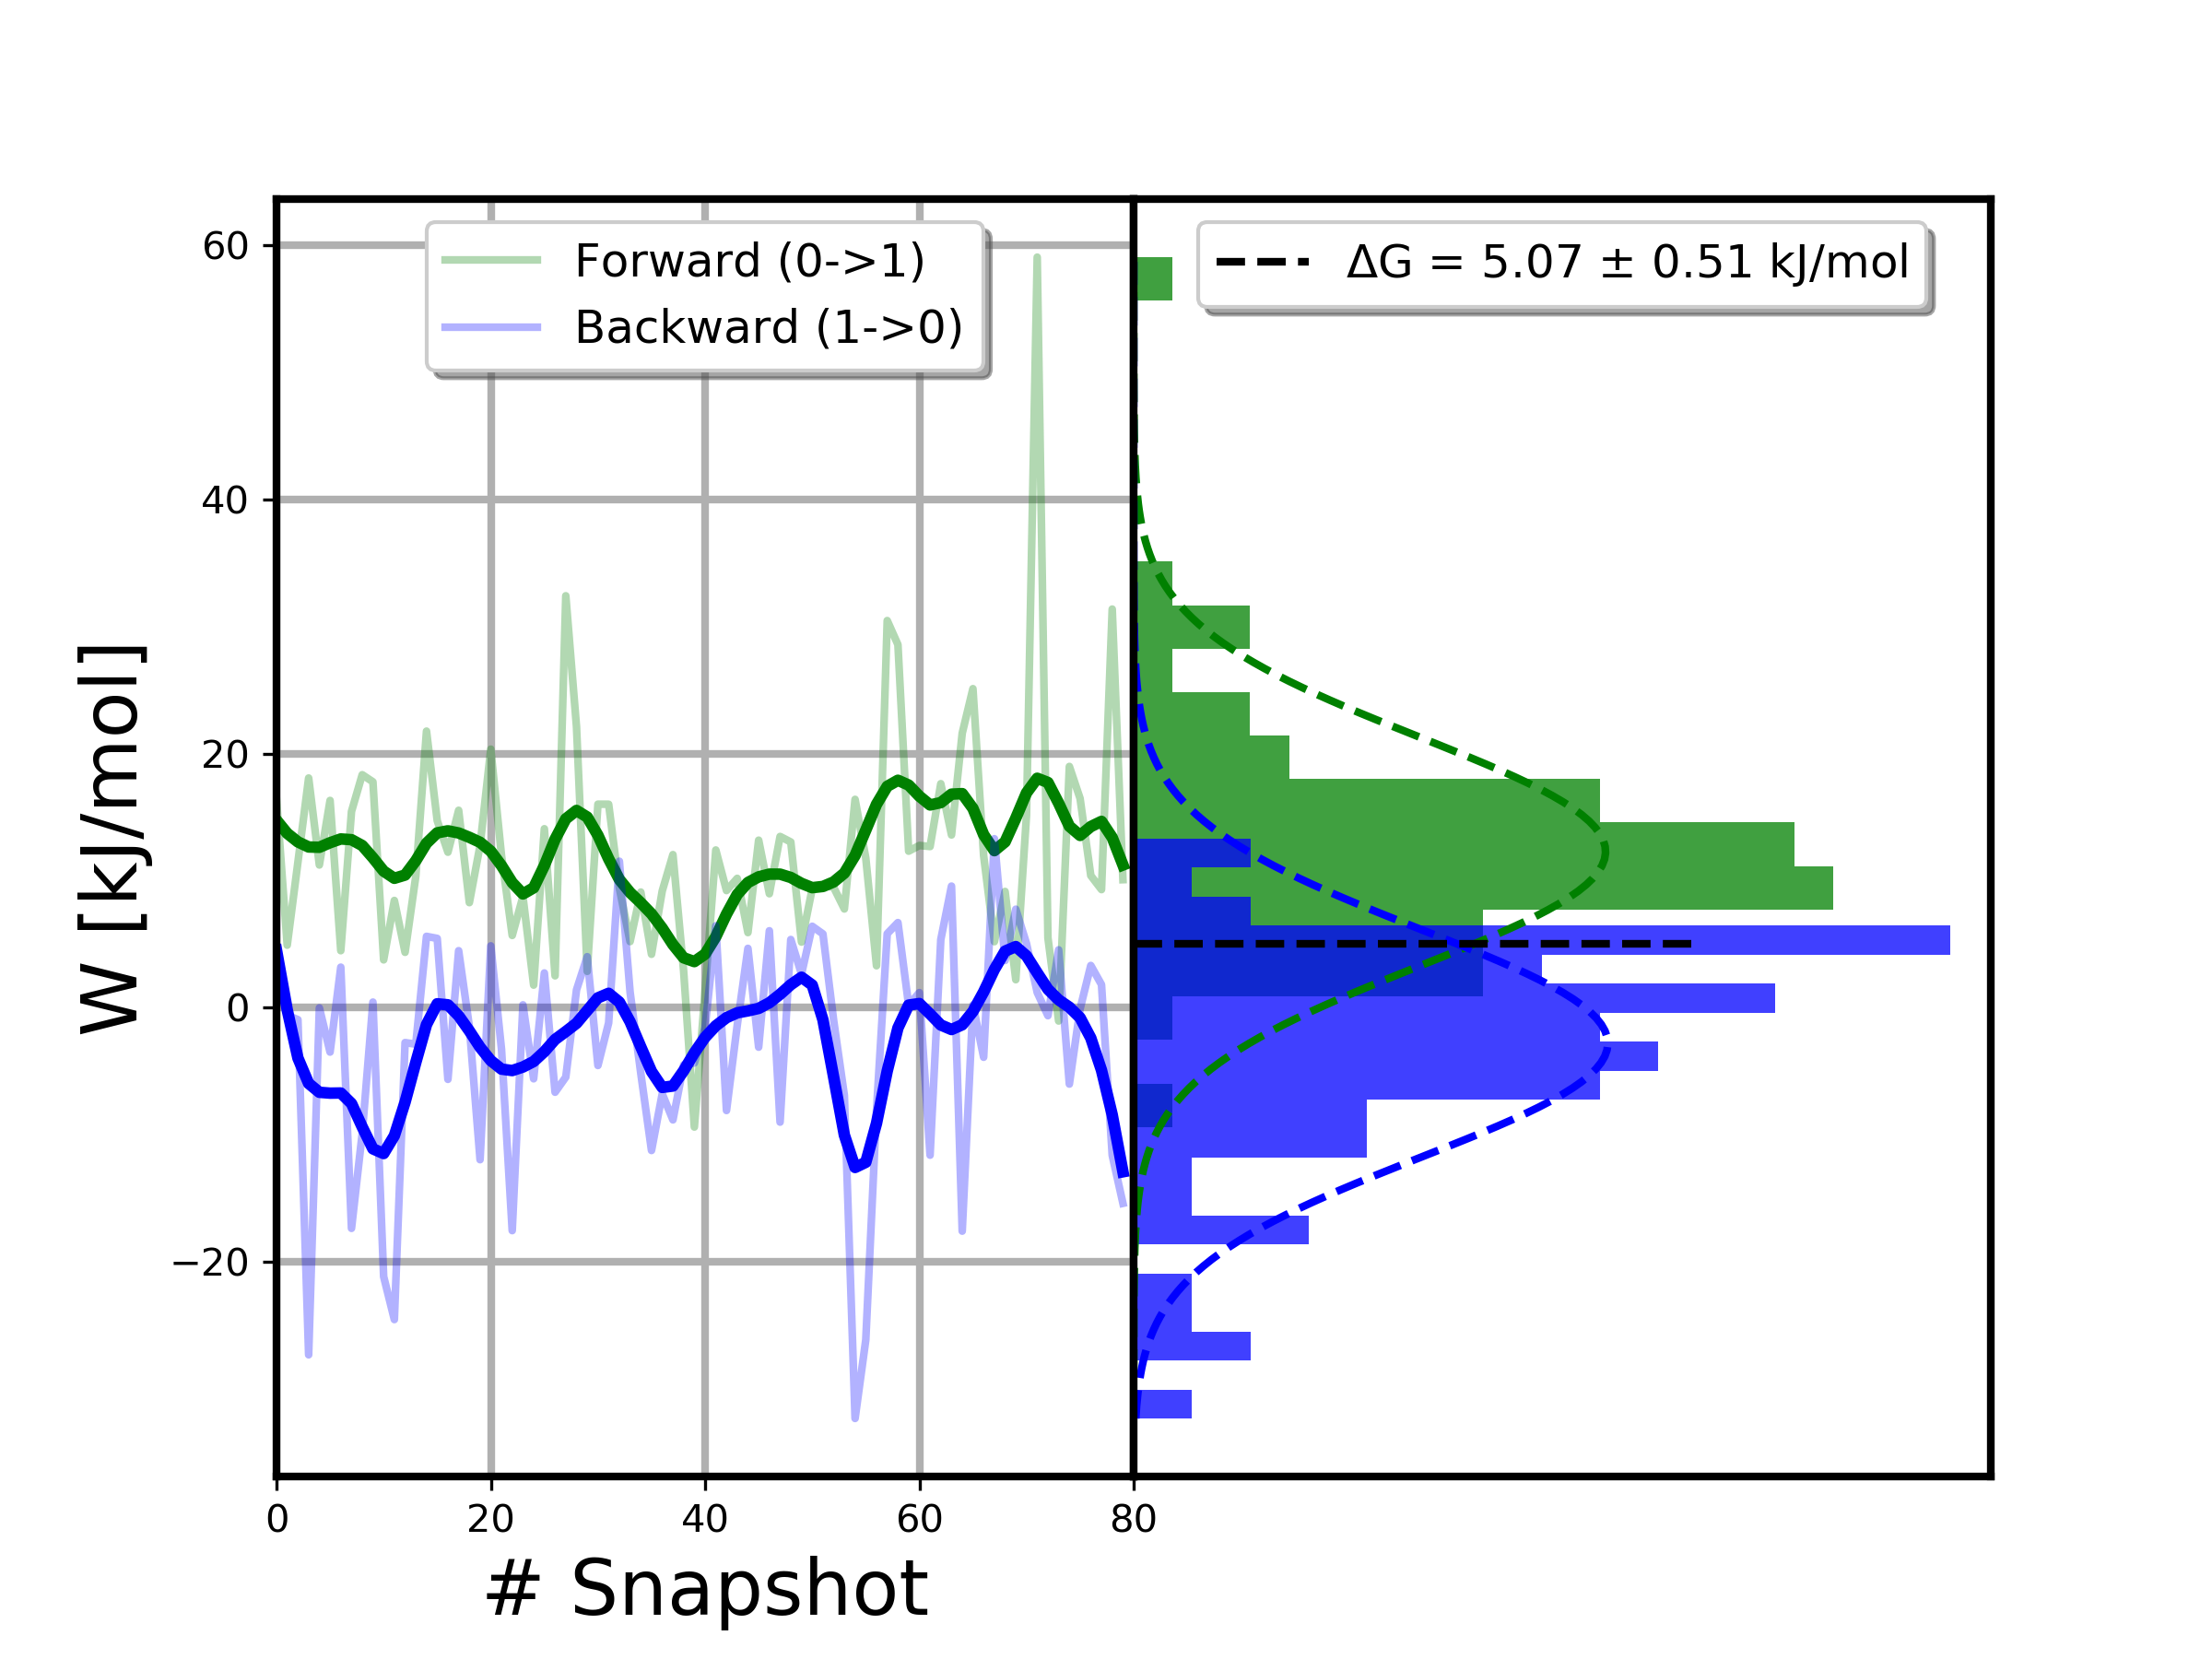 Forward (0->1)
Backward (1->0)
ΔG = 5.07 ± 0.51 kJ/mol
W [kJ/mol]
60
40
20
0
−20
0 20 40 60 80
# Snapshot